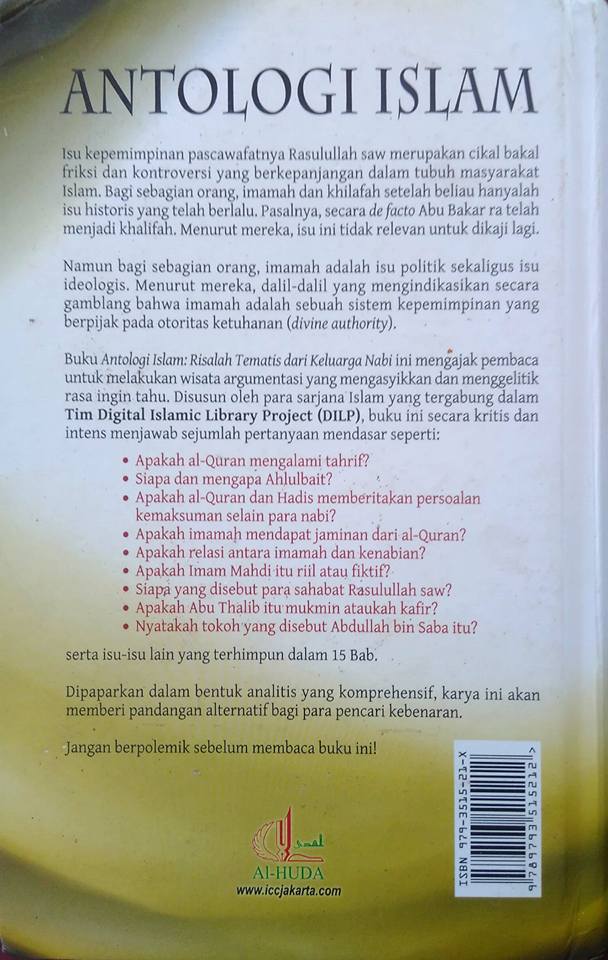 ANTOLOGI ISLAM
Isu kepemimpinan pascawafatnya Rasulullah saw merupakan cikal bakal
friksi dan kontroversi yang berkepanjangan dalam tubuh masyarakat
Islam. Bagi sebagian orang, imamah dan khilafah setelah beliau hanyalah
isu historis yang telah berlalu. Pasalnya, secara de facto Abu Bakar ra telah
menjadi khalifah. Menurut mereka, isu ini tidak relevan untuk dikaji lagi.
Namun bagi sebagian orang, imamah adalah isu politik sekaligus isu
ideologis. Menurut mereka, dalil-dalil yang mengindikasikan secara
gamblang bahwa imamah adalah sebuah sistem kepemimpinan yang
berpijak pada otoritas ketuhanan (divine authority).
Buku Antologi Islam: Risalah Tematis dari Keluarga Nabi ini mengajak pembaca
untuk melakukan wisata argumentasi yang mengasyikkan dan menggelitik
rasa ingin tahu. Disusun oleh para sarjana Islam yang tergabung dalam
Tim Digital Islamic Library Project (DILP), buku ini secara kritis dan
intens menjawab sejumlah pertanyaan mendasar seperti:
• Apakah al-Quran mengalami tahrif?
• Siapa dan mengapa Ahlulbait?
• Apakah al-Quran dan Hadis memberitakan persoalan
kemaksuman selain para nabi?
• Apakah imamah mendapat jaminan dari al-Quran?
• Apakah relasi antara imamah dan kenabian?
• Apakah Imam Mahdi itu riil atau fiktif?
• Siapa yang disebut para sahabat Rasulullah saw?
• Apakah Abu Thalib itu mukmin ataukah kafir?
• Nyatakah tokoh yang disebut Abdullah bin Saba itu?
serta isu-isu lain yang terhimpun dalam 15 Bab.
Dipaparkan dalam bentuk analitis yang komprehensif, karya ini akan
memberi pandangan alternatif bagi para pencari kebenaran.
Jangan berpolemik sebelum membaca buku ini!
ISBN 979-3515-21-X
9789793515212>
الهدى
Al-HUDA
www.iccjakarta.com